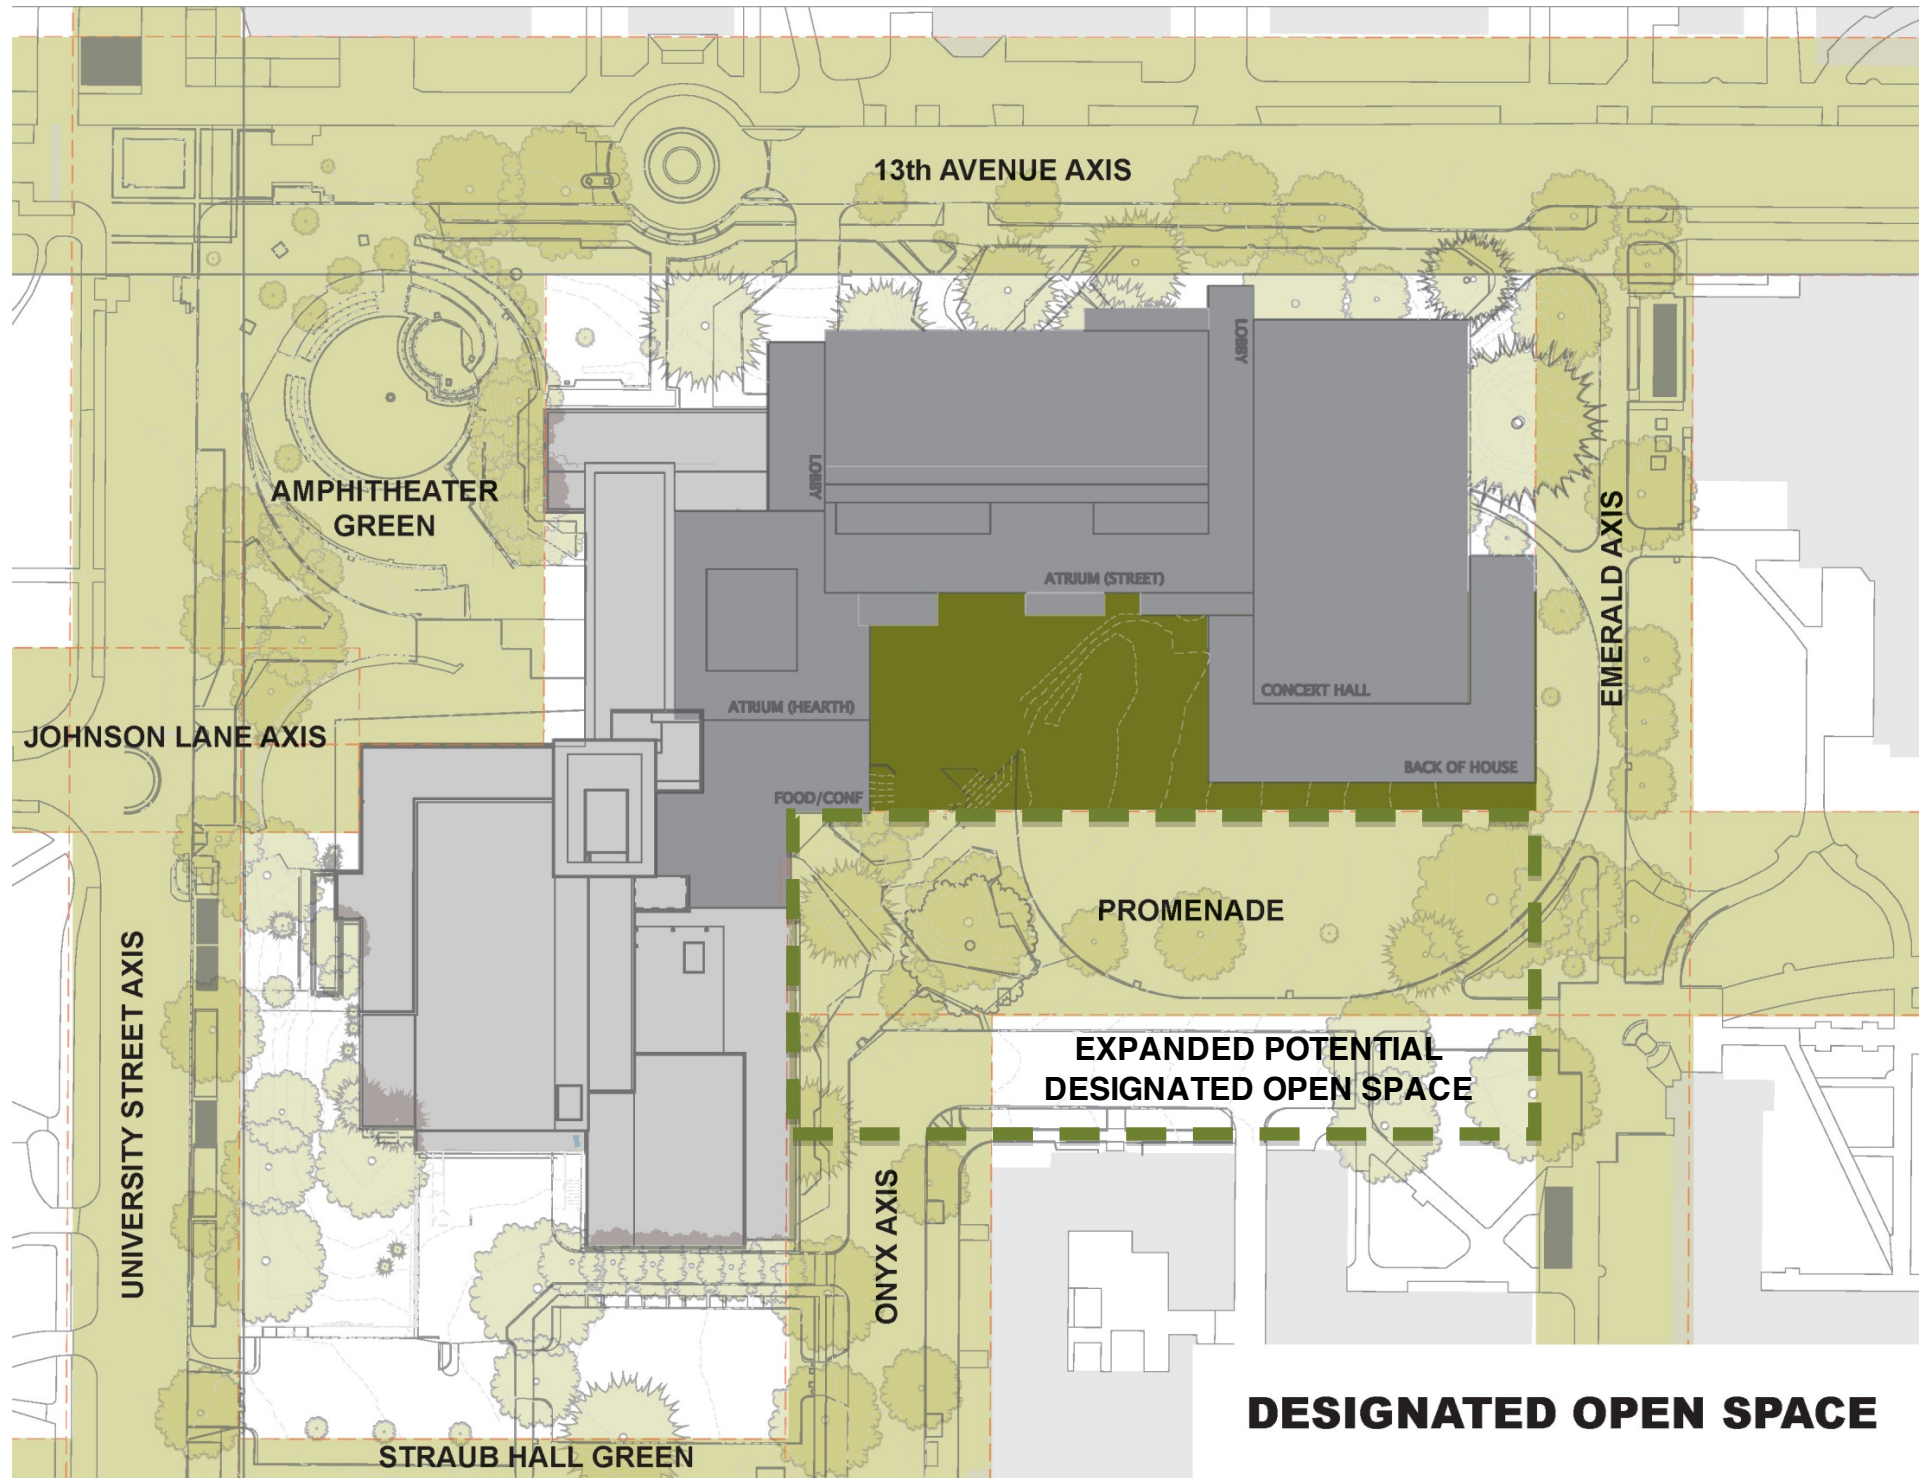 13th AVENUE AXIS
LOBBY
LOBBY
AMPHITHEATER
GREEN
ATRIUM (STREET)
EMERALD AXIS
CONCERT HALL
ATRIUM (HEARTH)
JOHNSON LANE AXIS
BACK OF HOUSE
FOOD/CONF
PROMENADE
UNIVERSITY STREET AXIS
EXPANDED POTENTIAL
DESIGNATED OPEN SPACE
ONYX AXIS
DESIGNATED OPEN SPACE
STRAUB HALL GREEN